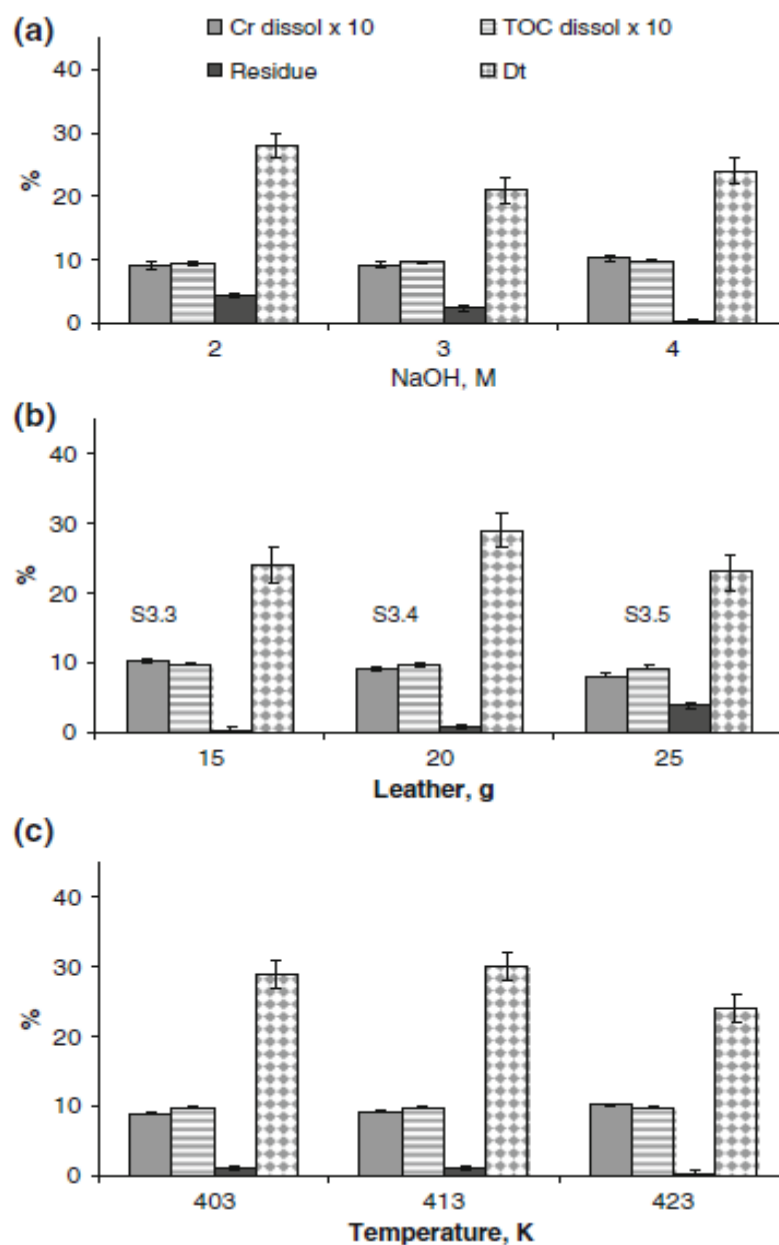 (a)
Cr dissol x 10 TOC dissol x 10
Residue Dt
40
30
20
10
0
%
2 3 4
NaOH, M
(b)
40
30
20
10
0
%
S3.3 S3.4 S3.5
15 20 25
Leather, g
(c)
40
30
20
10
0
%
403 413 423
Temperature, K